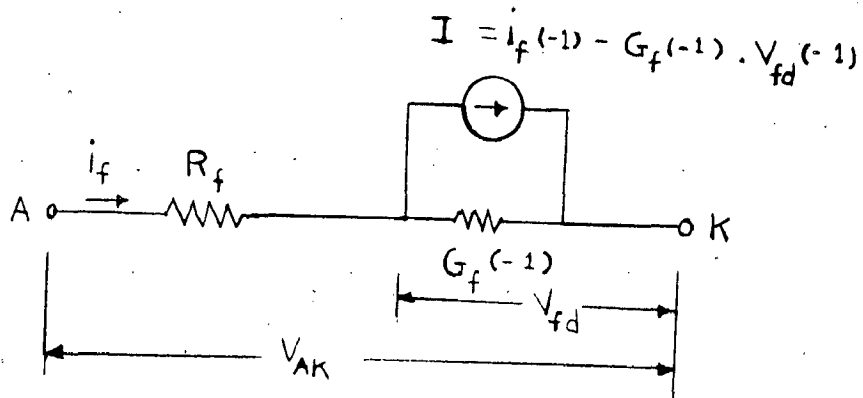 I = i_f (-1) - G_f (-1) . V_fd (-1)
i_f
R_f
A
K
G_f (-1)
V_fd
V_AK